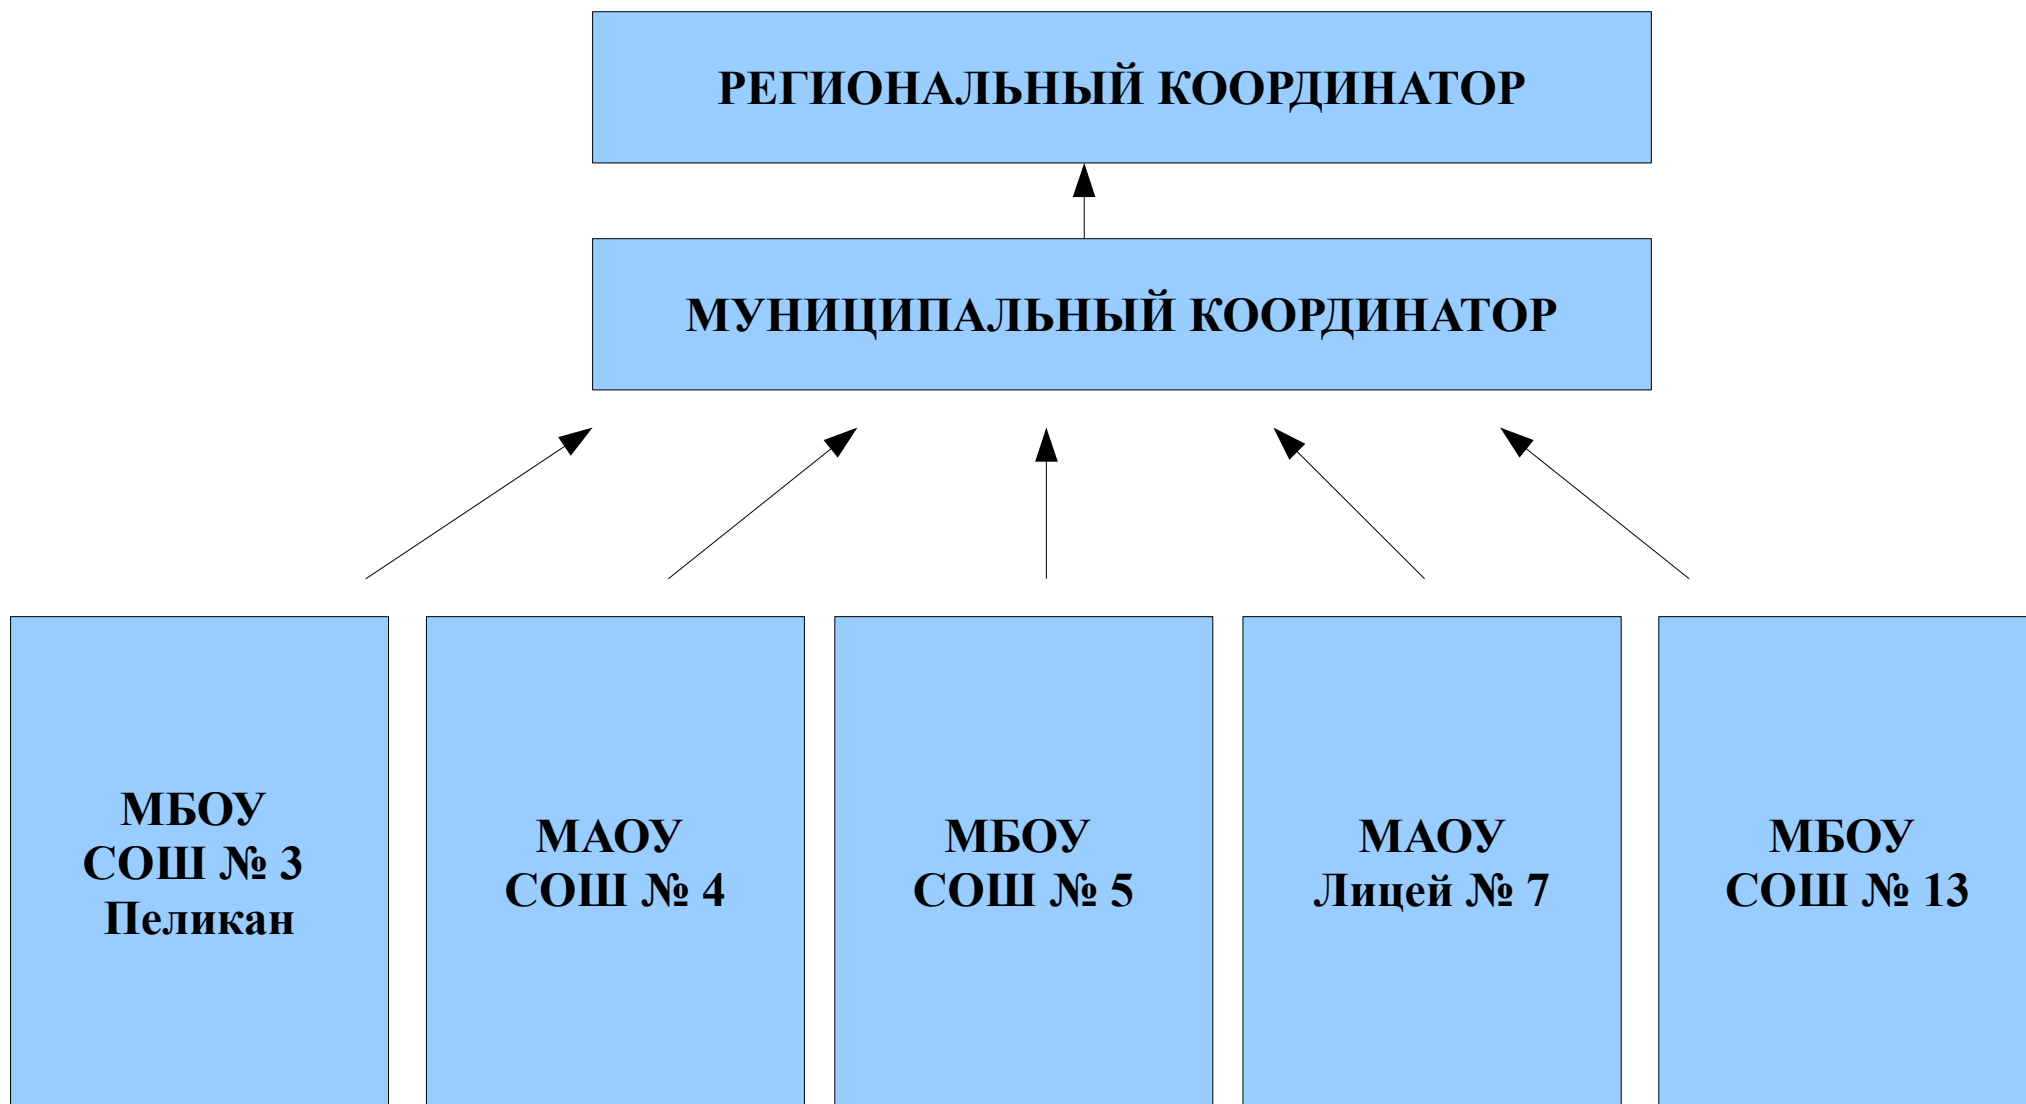 РЕГИОНАЛЬНЫЙ КООРДИНАТОР
МУНИЦИПАЛЬНЫЙ КООРДИНАТОР
МБОУ
СОШ № 3
Пеликан
МАОУ
СОШ № 4
МБОУ
СОШ № 5
МАОУ
Лицей № 7
МБОУ
СОШ № 13